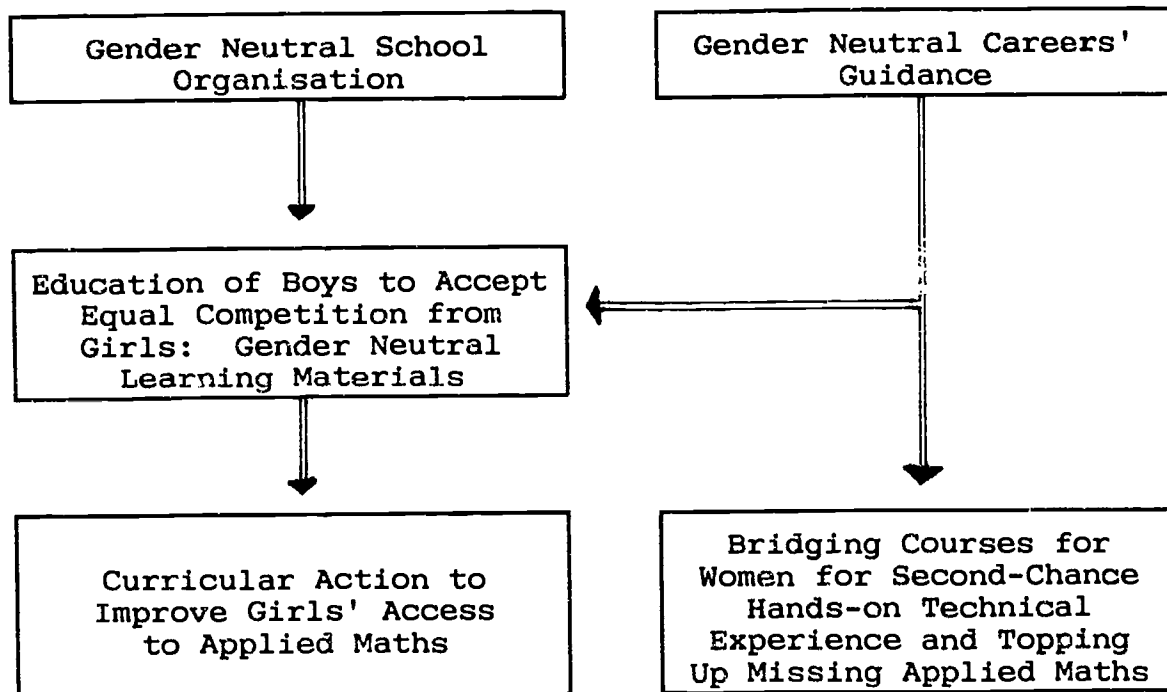 Gender Neutral School
Organisation
Gender Neutral Careers'
Guidance
Education of Boys to Accept
Equal Competition from
Girls: Gender Neutral
Learning Materials
Curricular Action to
Improve Girls' Access
to Applied Maths
Bridging Courses for
Women for Second-Chance
Hands-on Technical
Experience and Topping
Up Missing Applied Maths